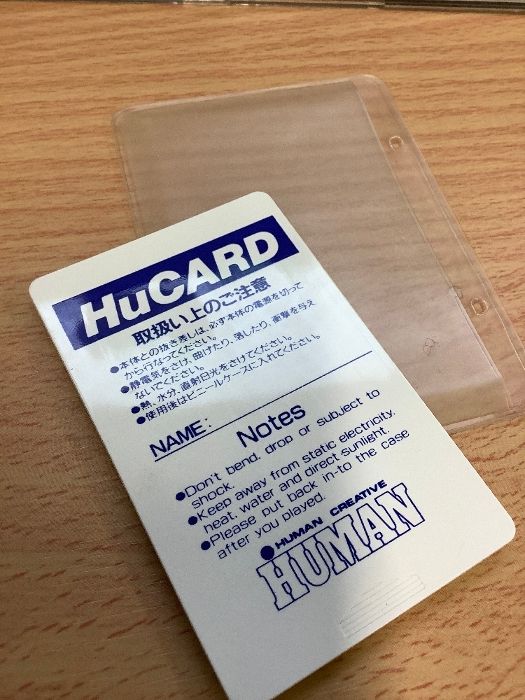 HuCARD
取扱い上のご注意
●本体との抜き差しは、必ず本体の電源を切って
から行なってください。
●静電気をさけ、曲げたり、落したり、衝撃を与え
ないでください。
●熱、水分、直射日光をさけてください。
●使用後はビニールケースに入れてください。
NAME:
Notes
●Don't bend, drop or subject to
shock.
●Keep away from static electricity,
heat, water and direct sunlight.
●Please put back in-to the case
after you played.
HUMAN CREATIVE
HUMAN